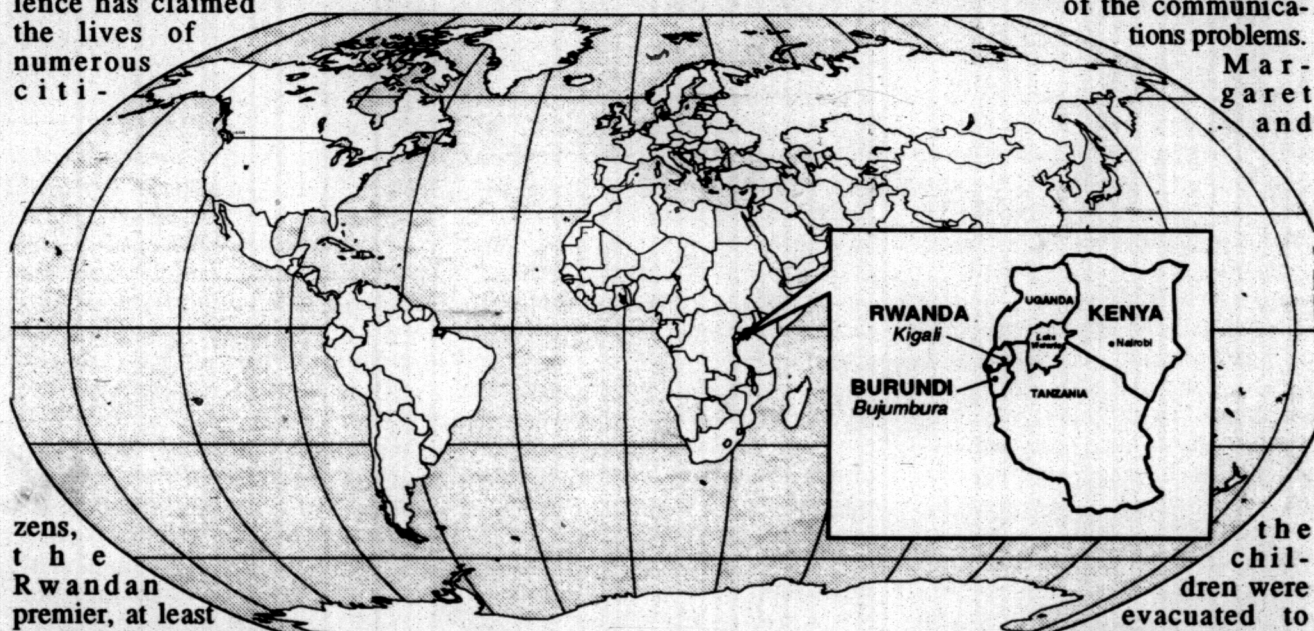 lence has claimed
the lives of
numerous
citi-
zens,
the
Rwandan
premier, at least
RWANDA
Kigali
BURUNDI
Bujumbura
UGANDA
KENYA
Lake
Nairobi
TANZANIA
of the communica-
tions problems.
Mar-
garet
and
the
chil-
dren were
evacuated to